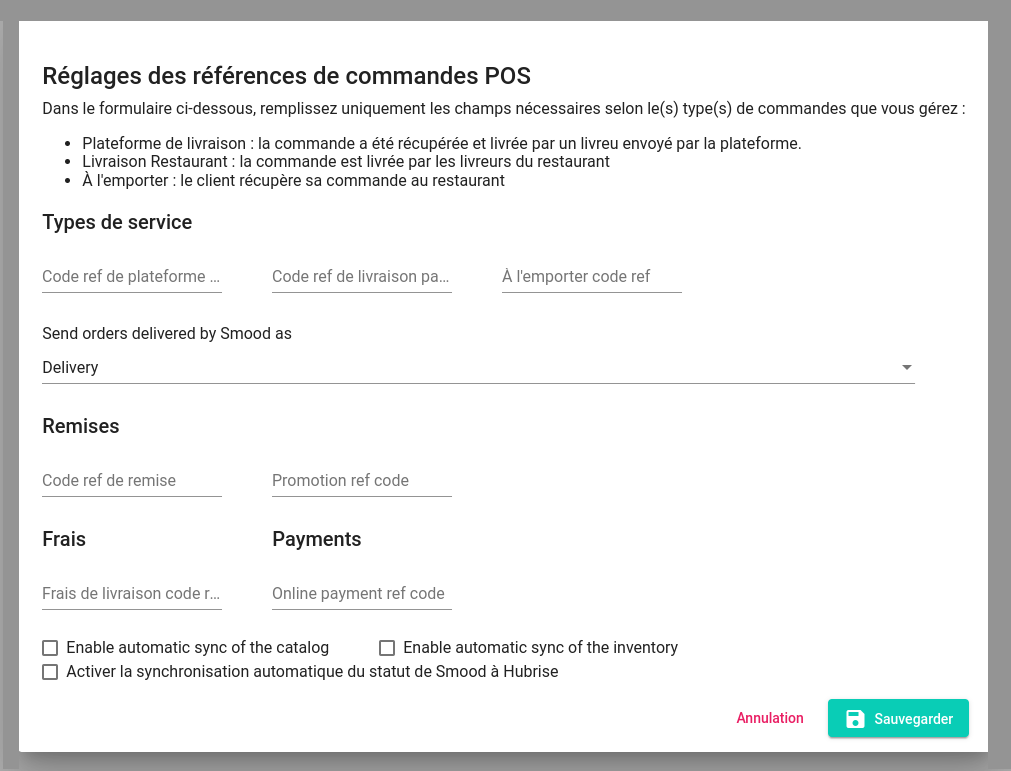 Réglages des références de commandes POS
Dans le formulaire ci-dessous, remplissez uniquement les champs nécessaires selon le(s) type(s) de commandes que vous gérez :
• Plateforme de livraison : la commande a été récupérée et livrée par un livreu envoyé par la plateforme.
• Livraison Restaurant : la commande est livrée par les livreurs du restaurant
• À l'emporter : le client récupère sa commande au restaurant
Types de service
Code ref de plateforme ... Code ref de livraison pa... À l'emporter code ref
Send orders delivered by Smood as
Delivery
Remises
Code ref de remise Promotion ref code
Frais Payments
Frais de livraison code r... Online payment ref code
Enable automatic sync of the catalog Enable automatic sync of the inventory
Activer la synchronisation automatique du statut de Smood à Hubrise
Annulation Sauvegarder